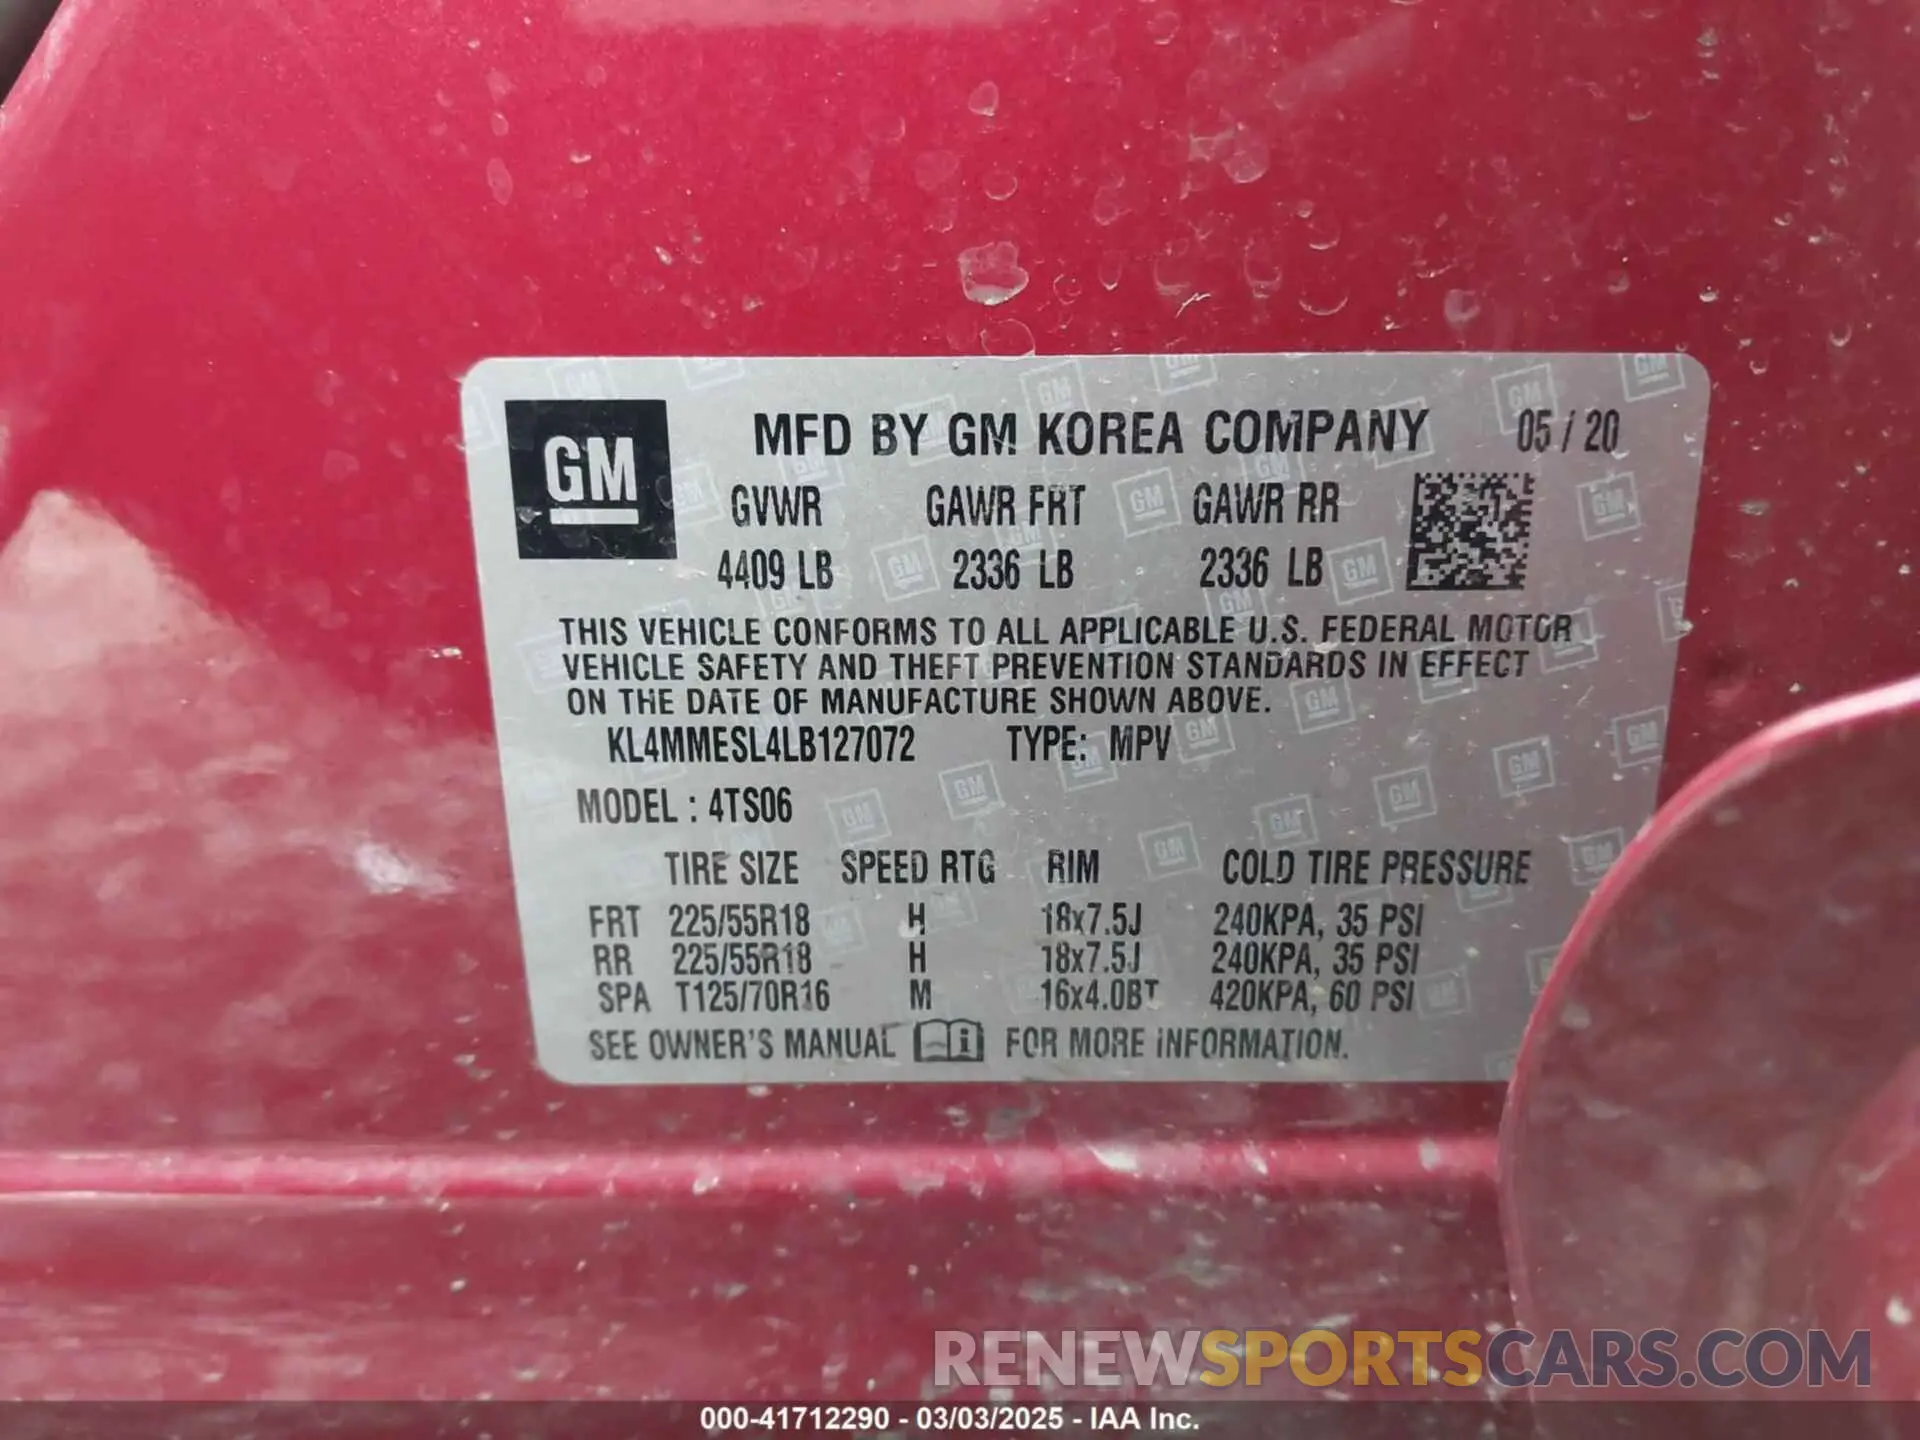 GM
MFD BY GM KOREA COMPANY 05 / 20
GVWR GAWR FRT GAWR RR
4409 LB 2336 LB 2336 LB
THIS VEHICLE CONFORMS TO ALL APPLICABLE U.S. FEDERAL MOTOR
VEHICLE SAFETY AND THEFT PREVENTION STANDARDS IN EFFECT
ON THE DATE OF MANUFACTURE SHOWN ABOVE.
KL4MMESL4LB127072 TYPE: MPV
MODEL : 4TS06
TIRE SIZE SPEED RTG RIM COLD TIRE PRESSURE
FRT 225/55R18 H 18x7.5J 240KPA, 35 PSI
RR 225/55R18 H 18x7.5J 240KPA, 35 PSI
SPA T125/70R16 M 16x4.0BT 420KPA, 60 PSI
SEE OWNER'S MANUAL i FOR MORE INFORMATION.
RENEWSPORTSCARS.COM
000-41712290 - 03/03/2025 - IAA Inc.